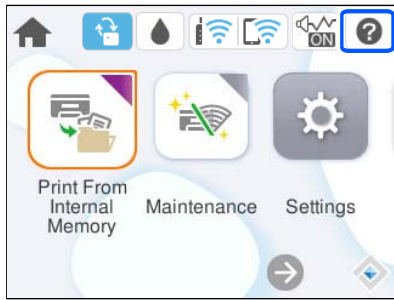 ON
?
Print From
Internal
Memory
Maintenance
Settings